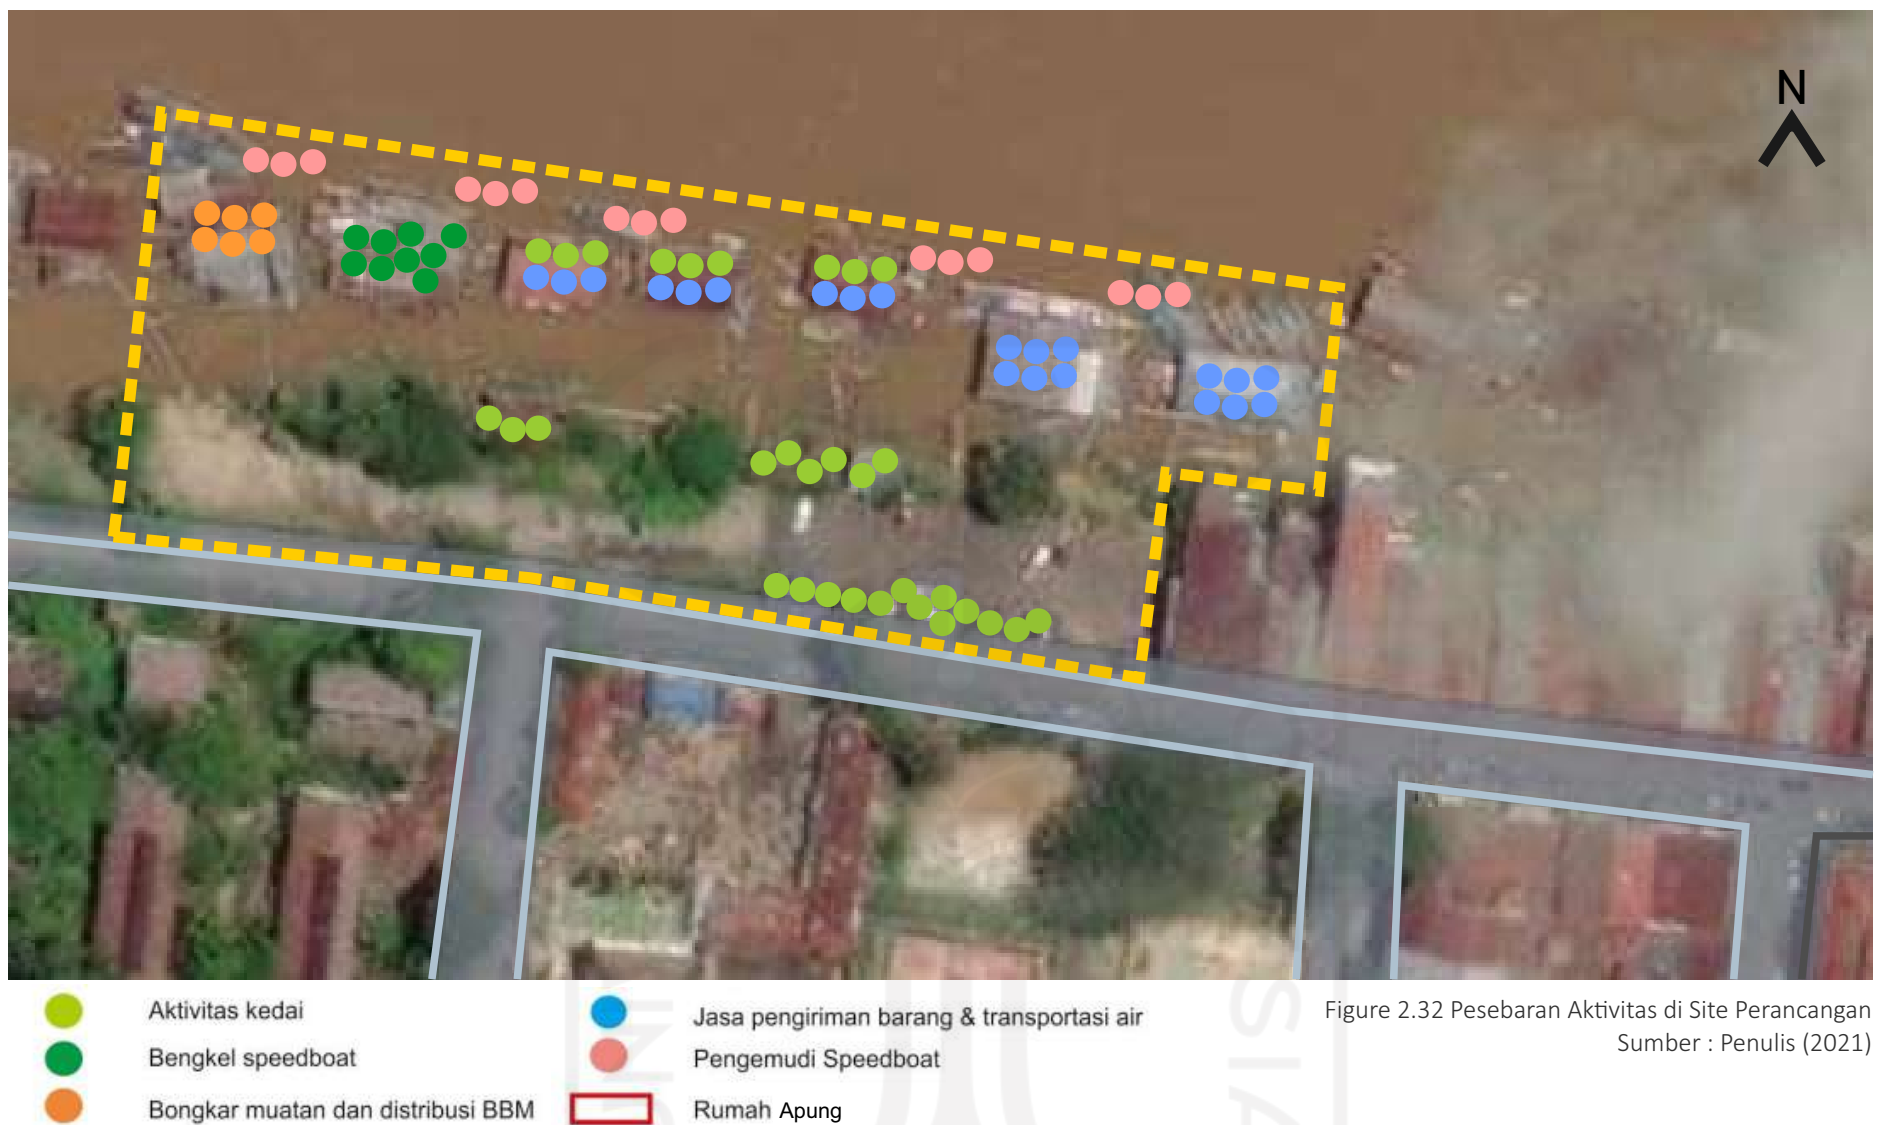 N
Aktivitas kedai
Bengkel speedboat
Bongkar muatan dan distribusi BBM
Jasa pengiriman barang & transportasi air
Pengemudi Speedboat
Rumah Apung
Figure 2.32 Pesebaran Aktivitas di Site Perancangan
Sumber : Penulis (2021)